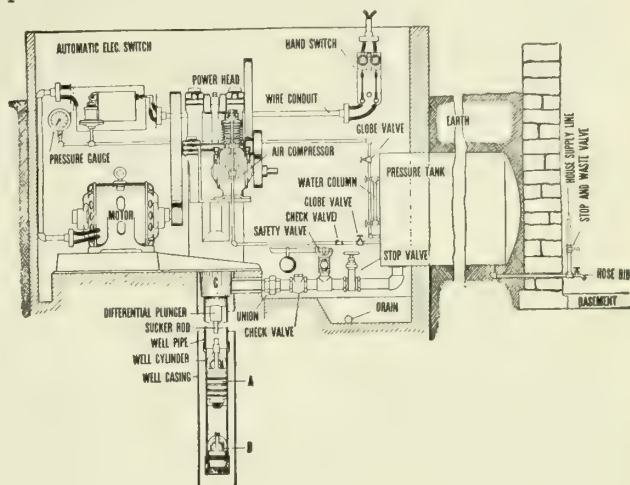 AUTOMATIC ELEC. SWITCH
HAND SWITCH
POWER HEAD
WIRE CONDUIT
PRESSURE GAUGE
AIR COMPRESSOR
GLOBE VALVE
EARTH
HOUSE SUPPLY LINE
STOP AND WASTE VALVE
WATER COLUMN
PRESSURE TANK
MOTOR
GLOBE VALVE
CHECK VALVE
SAFETY VALVE
STOP VALVE
C
HOSE BIB
UNION
DRAIN
BASEMENT
DIFFERENTIAL PLUNGER
CHECK VALVE
SUCKER ROD
WELL PIPE
WELL CYLINDER
WELL CASING
A
B